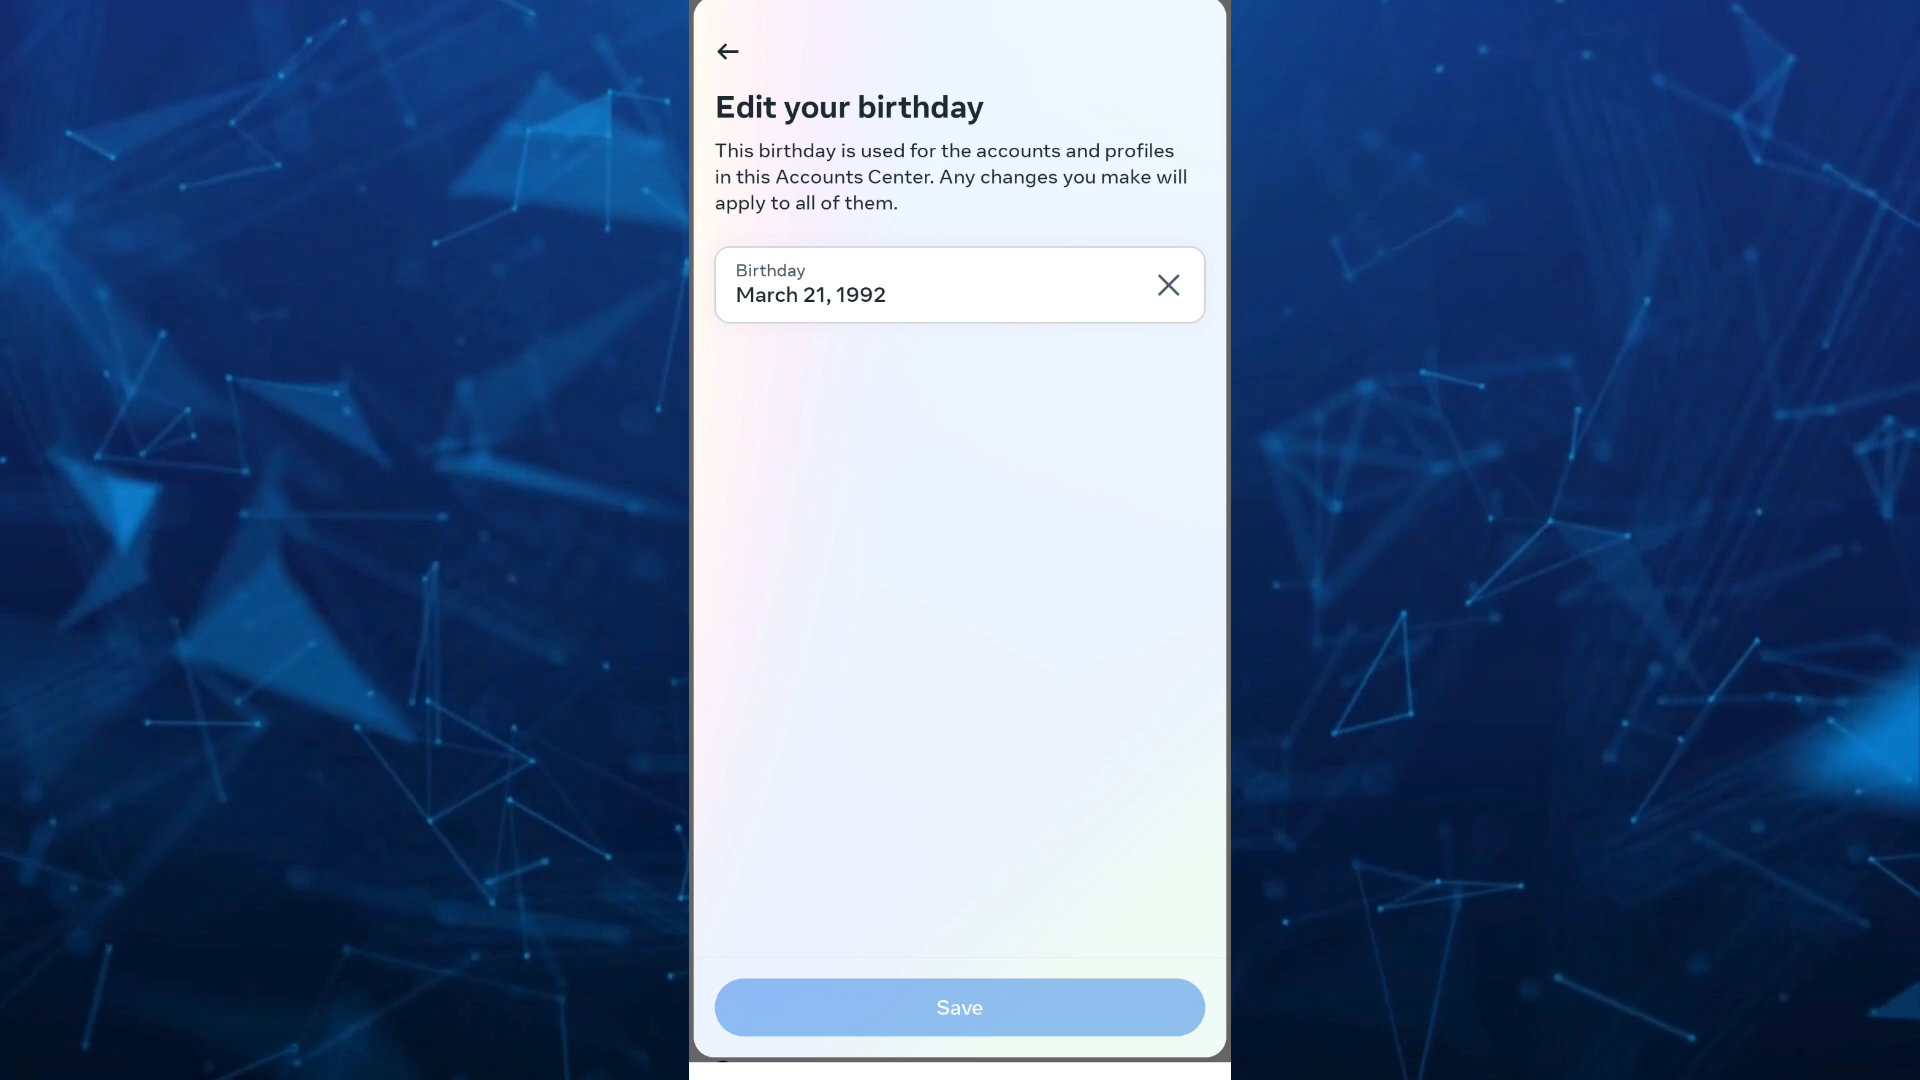 Edit your birthday
This birthday is used for the accounts and profiles
in this Accounts Center. Any changes you make will
apply to all of them.
Birthday
March 21, 1992
Save